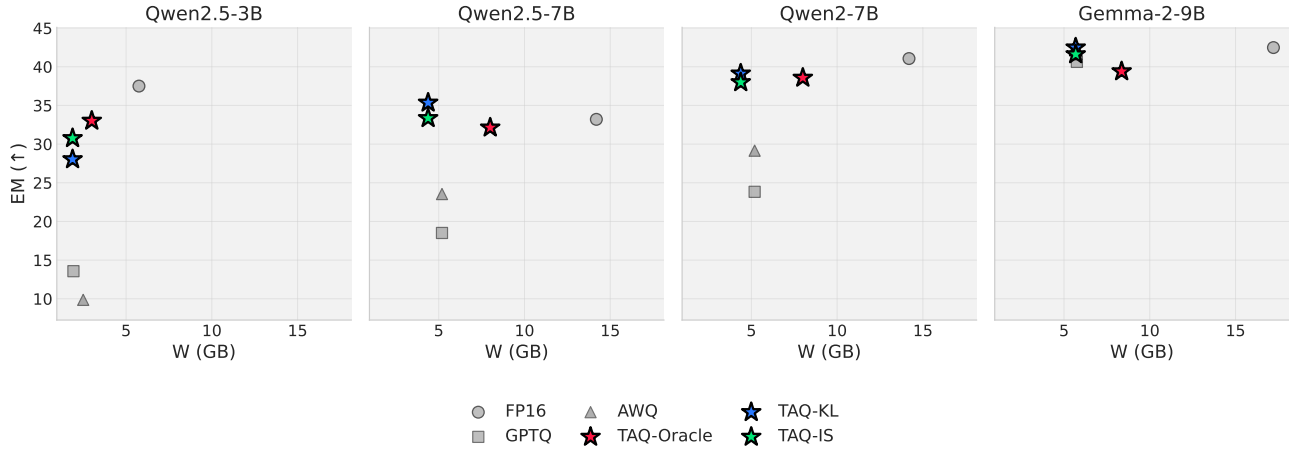 Qwen2.5-3B Qwen2.5-7B Qwen2-7B Gemma-2-9B
EM (↑)
45
40
35
30
25
20
15
10
5 10 15 5 10 15 5 10 15 5 10 15
W (GB) W (GB) W (GB) W (GB)
FP16 AWQ TAQ-KL
GPTQ TAQ-Oracle TAQ-IS